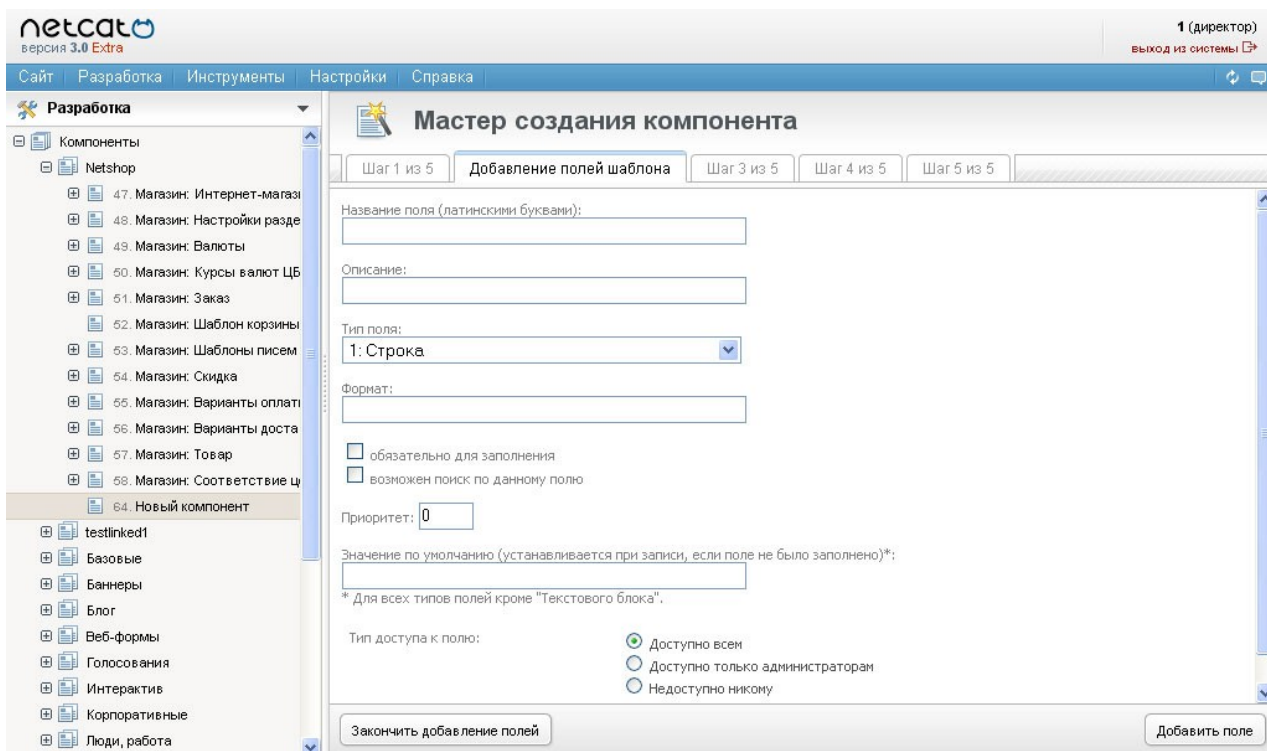 netcat
версия 3.0 Extra
1 (директор)
выход из системы
Сайт Разработка Инструменты Настройки Справка
Разработка
Компоненты
Netshop
47. Магазин: Интернет-магази
48. Магазин: Настройки разде
49. Магазин: Валюты
50. Магазин: Курсы валют ЦБ
51. Магазин: Заказ
52. Магазин: Шаблон корзины
53. Магазин: Шаблоны писем
54. Магазин: Скидка
55. Магазин: Варианты оплаты
56. Магазин: Варианты доста
57. Магазин: Товар
58. Магазин: Соответствие ц
64. Новый компонент
testlinked1
Базовые
Баннеры
Блог
Веб-формы
Голосования
Интерактив
Корпоративные
Люди, работа
Мастер создания компонента
Шаг 1 из 5 Добавление полей шаблона Шаг 3 из 5 Шаг 4 из 5 Шаг 5 из 5
Название поля (латинскими буквами):
Описание:
Тип поля:
1: Строка
Формат:
обязательно для заполнения
возможен поиск по данному полю
Приоритет: 0
Значение по умолчанию (устанавливается при записи, если поле не было заполнено)*:
* Для всех типов полей кроме "Текстового блока".
Тип доступа к полю:
Доступно всем
Доступно только администраторам
Недоступно никому
Закончить добавление полей
Добавить поле